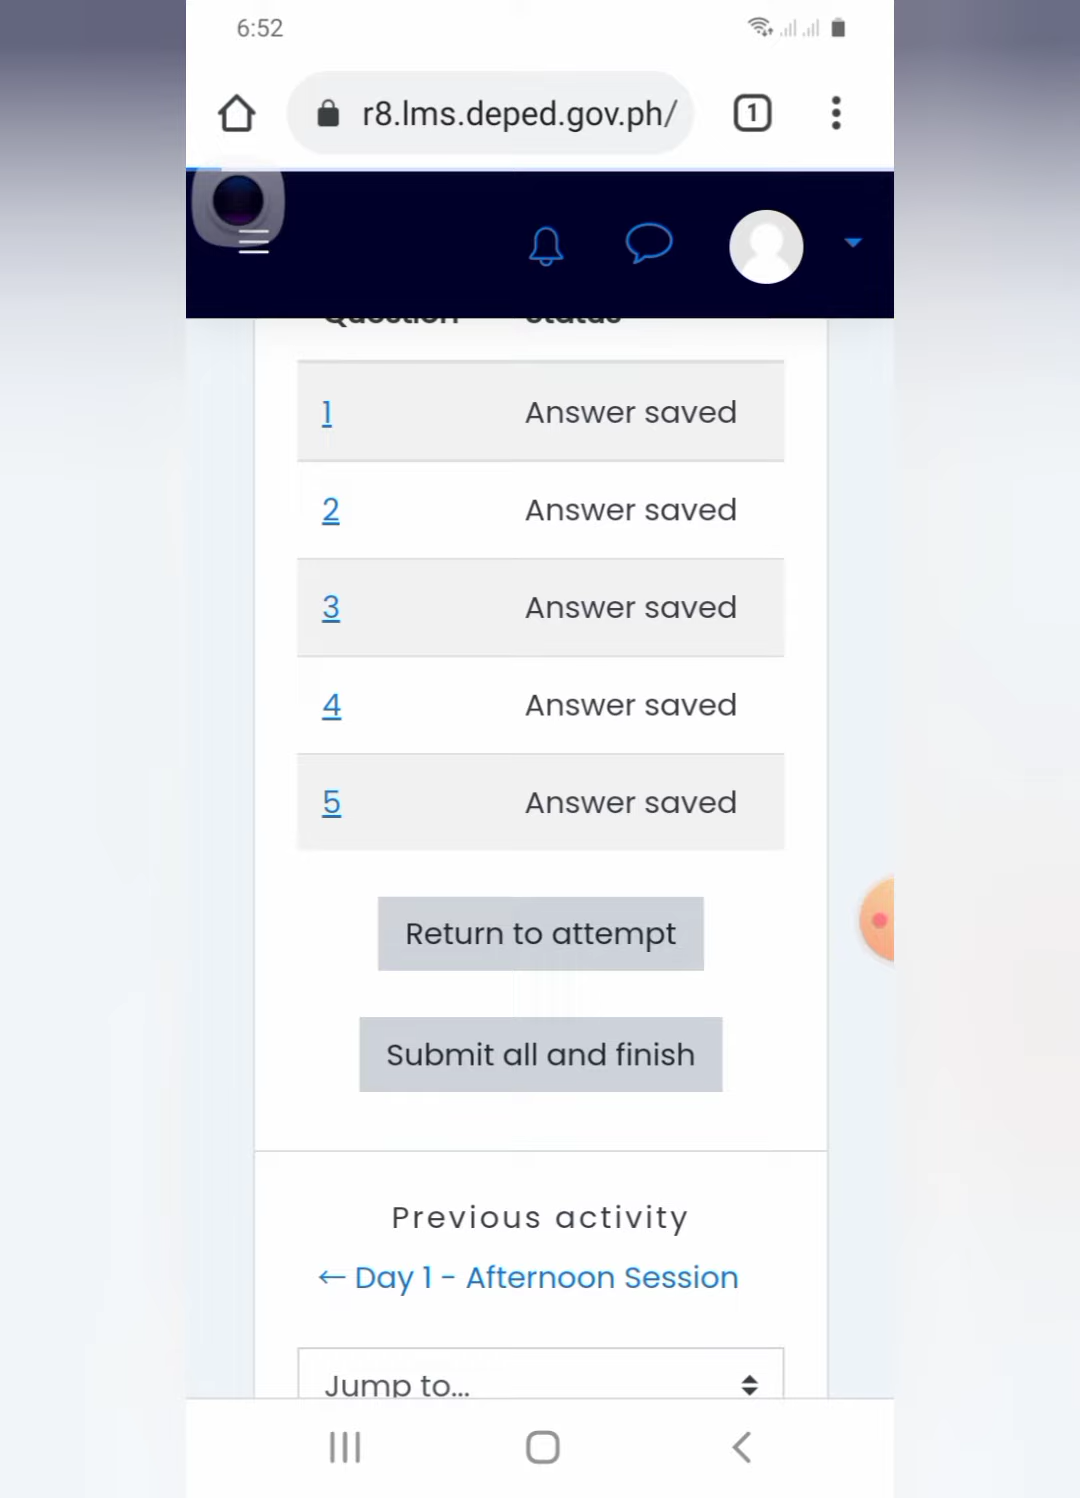 6:52
r8.lms.deped.gov.ph/
1
Question Status
1 Answer saved
2 Answer saved
3 Answer saved
4 Answer saved
5 Answer saved
Return to attempt
Submit all and finish
Previous activity
← Day 1 - Afternoon Session
Jump to...